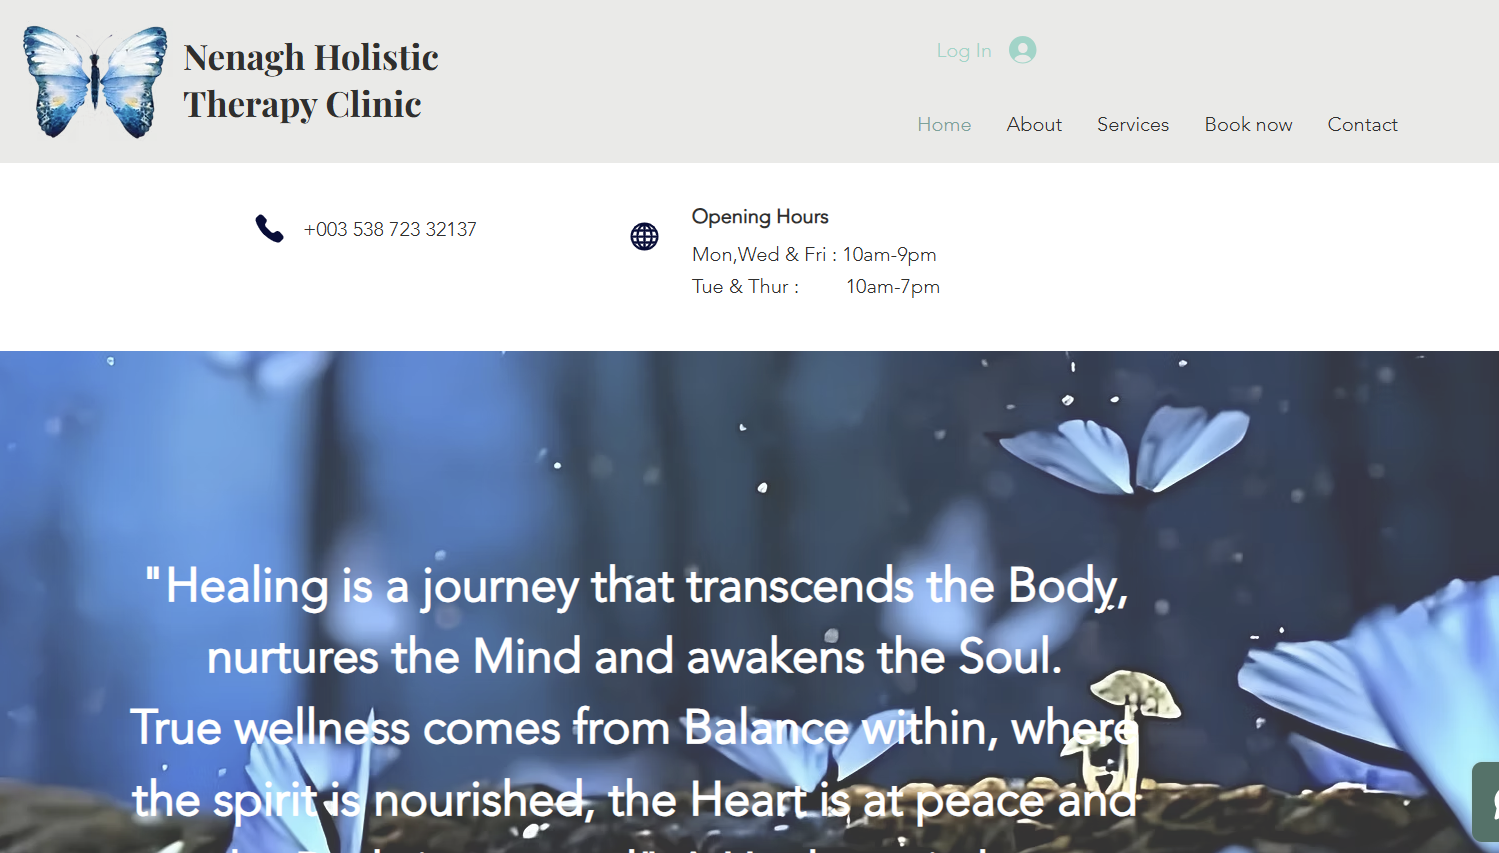 Nenagh Holistic
Therapy Clinic
Log In
Home About Services Book now Contact
+003 538 723 32137
Opening Hours
Mon,Wed & Fri : 10am-9pm
Tue & Thur : 10am-7pm
"Healing is a journey that transcends the Body,
nurtures the Mind and awakens the Soul.
True wellness comes from Balance within, where
the spirit is nourished, the Heart is at peace and